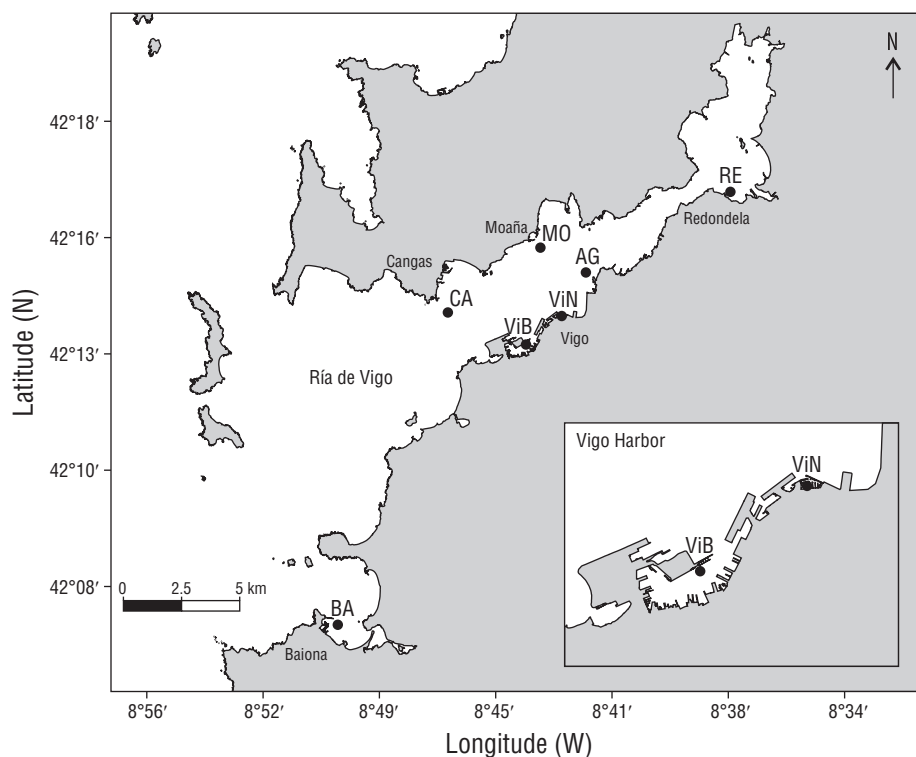 N
42°18′
RE
Redondela
42°16′
Moaña
MO
Cangas
AG
CA
ViN
ViB
Vigo
42°13′
Ría de Vigo
Vigo Harbor
ViN
42°10′
ViB
42°08′
0 2.5 5 km
BA
Baiona
8°56′ 8°52′ 8°49′ 8°45′ 8°41′ 8°38′ 8°34′
Longitude (W)
Latitude (N)